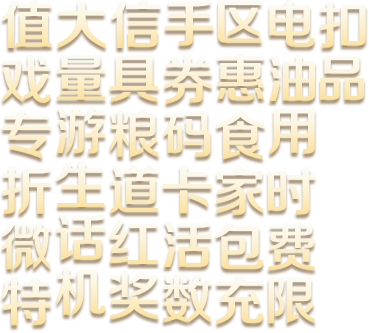 值大信手区电扣
戏量具券惠油品
专游粮码食用
折生道卡家时
微话红活包费
特机奖数充限